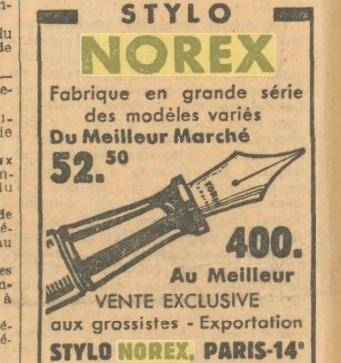 STYLO
NOREX
Fabrique en grande série
des modèles variés
Du Meilleur Marché
52.50
400.
Au Meilleur
VENTE EXCLUSIVE
aux grossistes - Exportation
STYLO NOREX, PARIS-14e